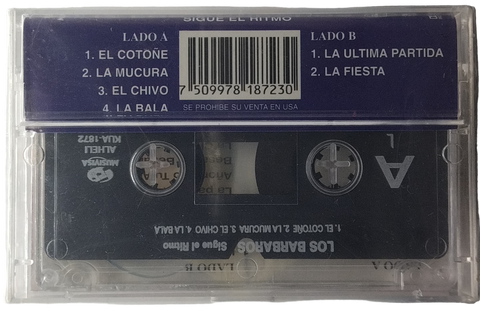 SIGUE EL RITMO
LADO A
1. EL COTOÑE
2. LA MUCURA
3. EL CHIVO
4. LA BALA
7 509978 187230
SE PROHIBE SU VENTA EN USA
LADO B
1. LA ULTIMA PARTIDA
2. LA FIESTA
A
L
MUSIVISA
ALHELI
KUA-1872
LOS BARBAROS
Sigue el Ritmo
1. EL COTOÑE 2. LA MUCURA 3. EL CHIVO 4. LA BALA
LADO A
LADO B